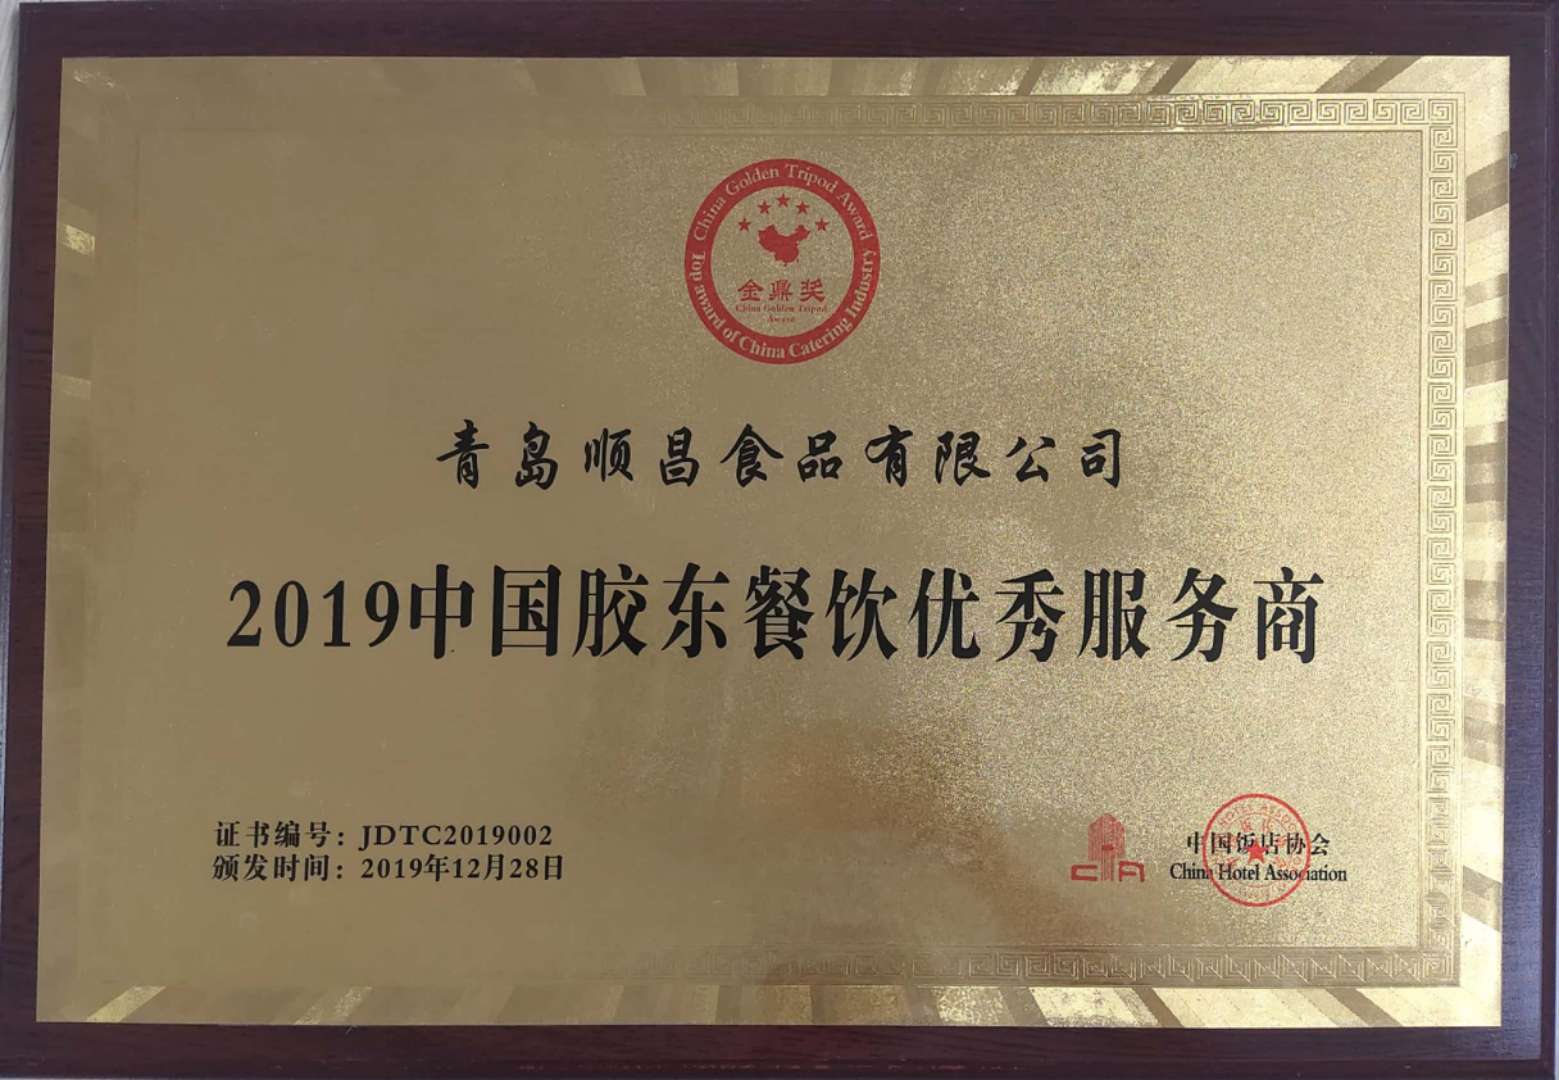 China Golden Tripod Award
Top award of China Catering Industry
金鼎奖
China Golden Tripod
Award
青岛顺昌食品有限公司
2019中国胶东餐饮优秀服务商
证书编号：JDTC2019002
颁发时间：2019年12月28日
中国饭店协会
China Hotel Association